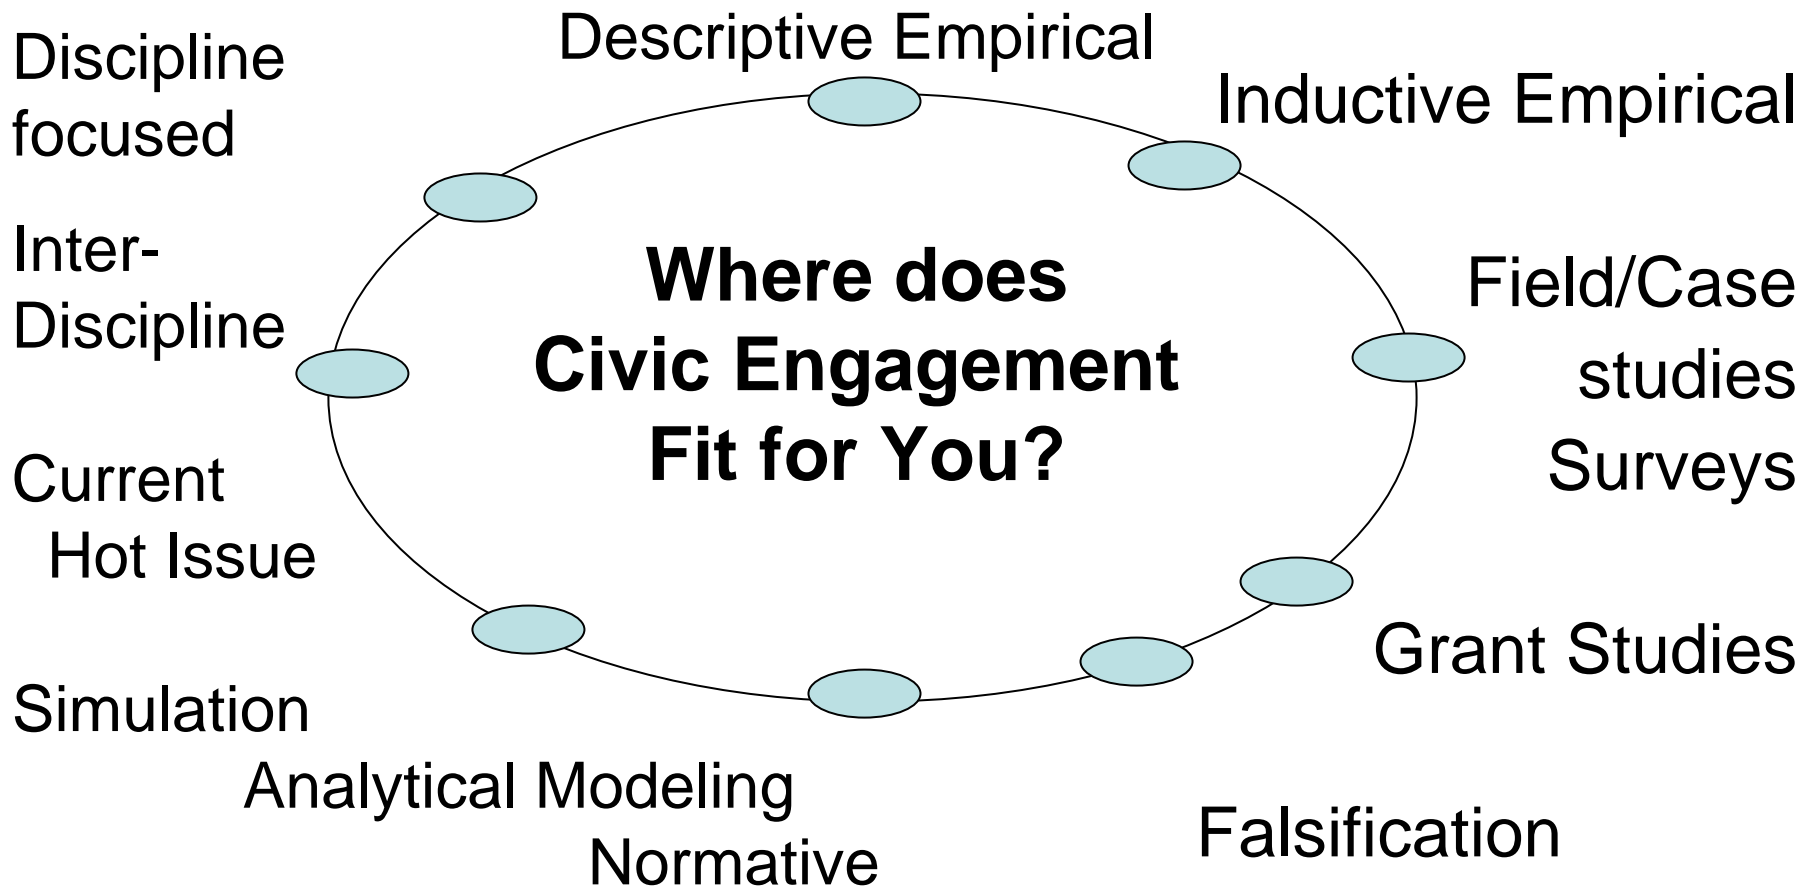 Discipline
focused
Inter-
Discipline
Current
Hot Issue
Simulation
Analytical Modeling
Normative
Descriptive Empirical
Where does
Civic Engagement
Fit for You?
Inductive Empirical
Field/Case
studies
Surveys
Grant Studies
Falsification